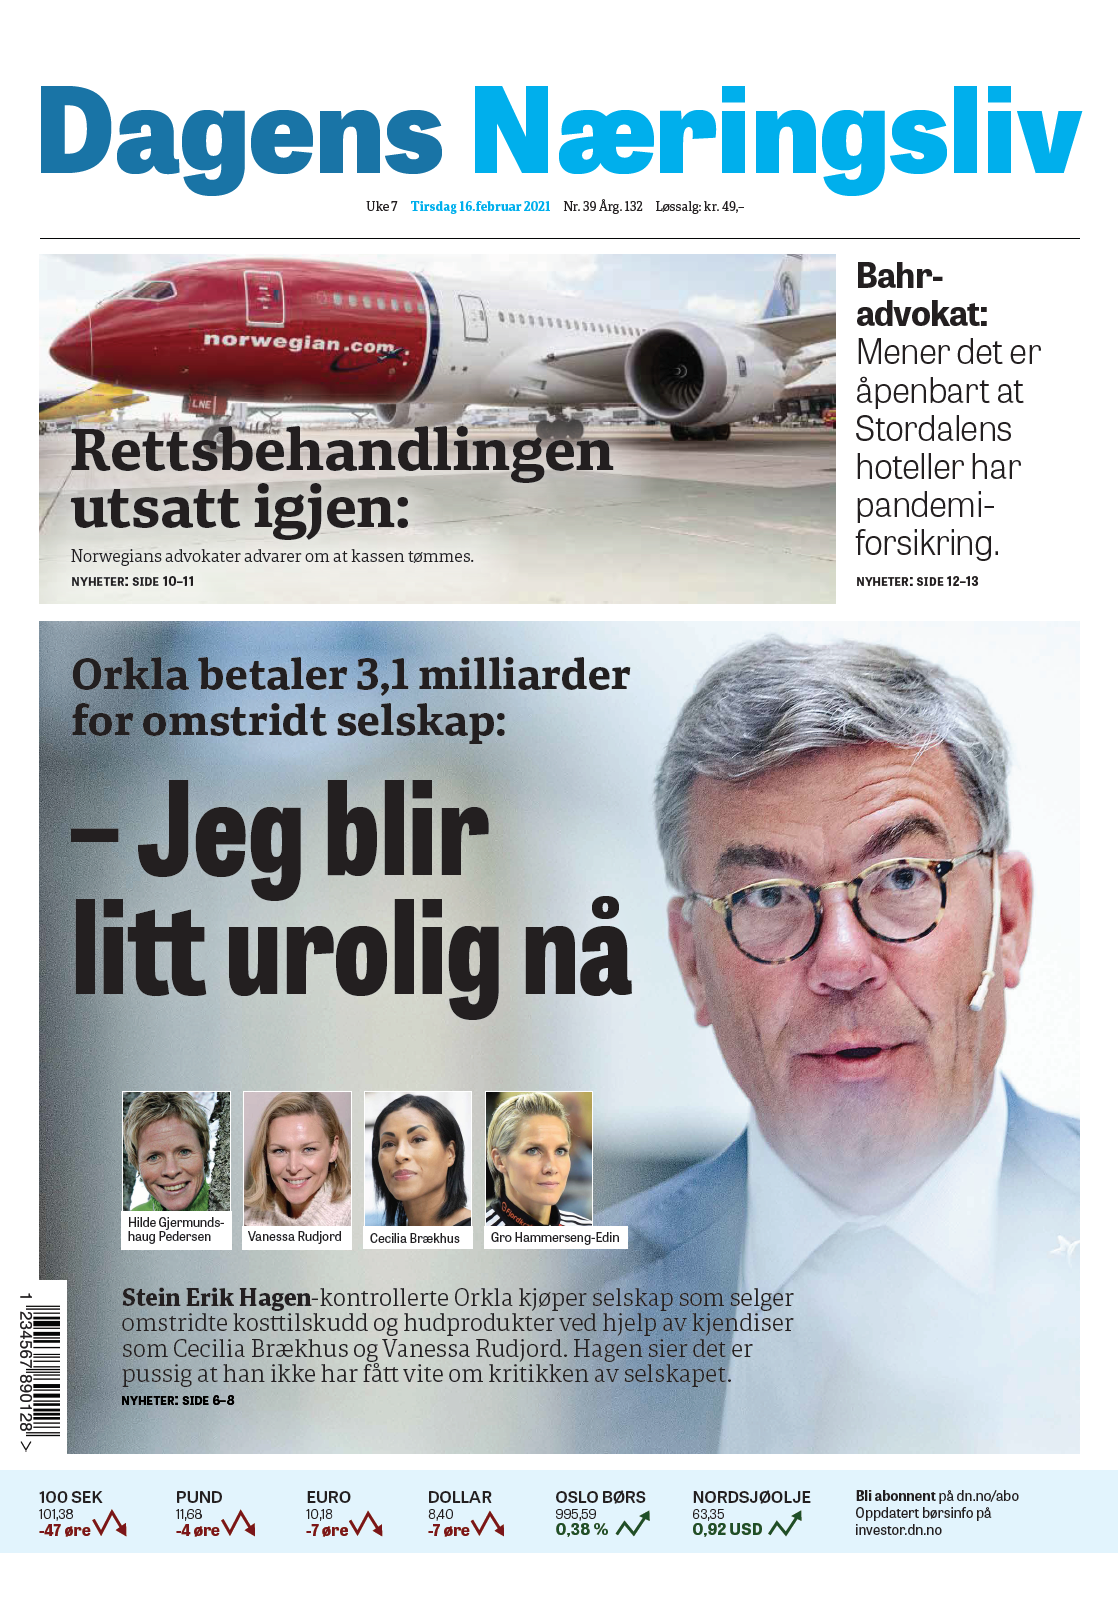 Dagens Næringsliv
Uke 7 Tirsdag 16.februar 2021 Nr. 39 Årg. 132 Løssalg: kr. 49,–
norwegian.com
LNE
Rettsbehandlingen
utsatt igjen:
Norwegians advokater advarer om at kassen tømmes.
NYHETER: SIDE 10–11
Bahr-
advokat:
Mener det er
åpenbart at
Stordalens
hoteller har
pandemi-
forsikring.
NYHETER: SIDE 12–13
Orkla betaler 3,1 milliarder
for omstridt selskap:
– Jeg blir
litt urolig nå
Hilde Gjermunds-
haug Pedersen
Vanessa Rudjord
Cecilia Brækhus
Gro Hammerseng-Edin
Stein Erik Hagen-kontrollerte Orkla kjøper selskap som selger
omstridte kosttilskudd og hudprodukter ved hjelp av kjendiser
som Cecilia Brækhus og Vanessa Rudjord. Hagen sier det er
pussig at han ikke har fått vite om kritikken av selskapet.
NYHETER: SIDE 6–8
1 234567 890128 >
100 SEK
101,38
-47 øre
PUND
11,68
-4 øre
EURO
10,18
-7 øre
DOLLAR
8,40
-7 øre
OSLO BØRS
995,59
0,38 %
NORDSJØOLJE
63,35
0,92 USD
Bli abonnent på dn.no/abo
Oppdatert børsinfo på
investor.dn.no